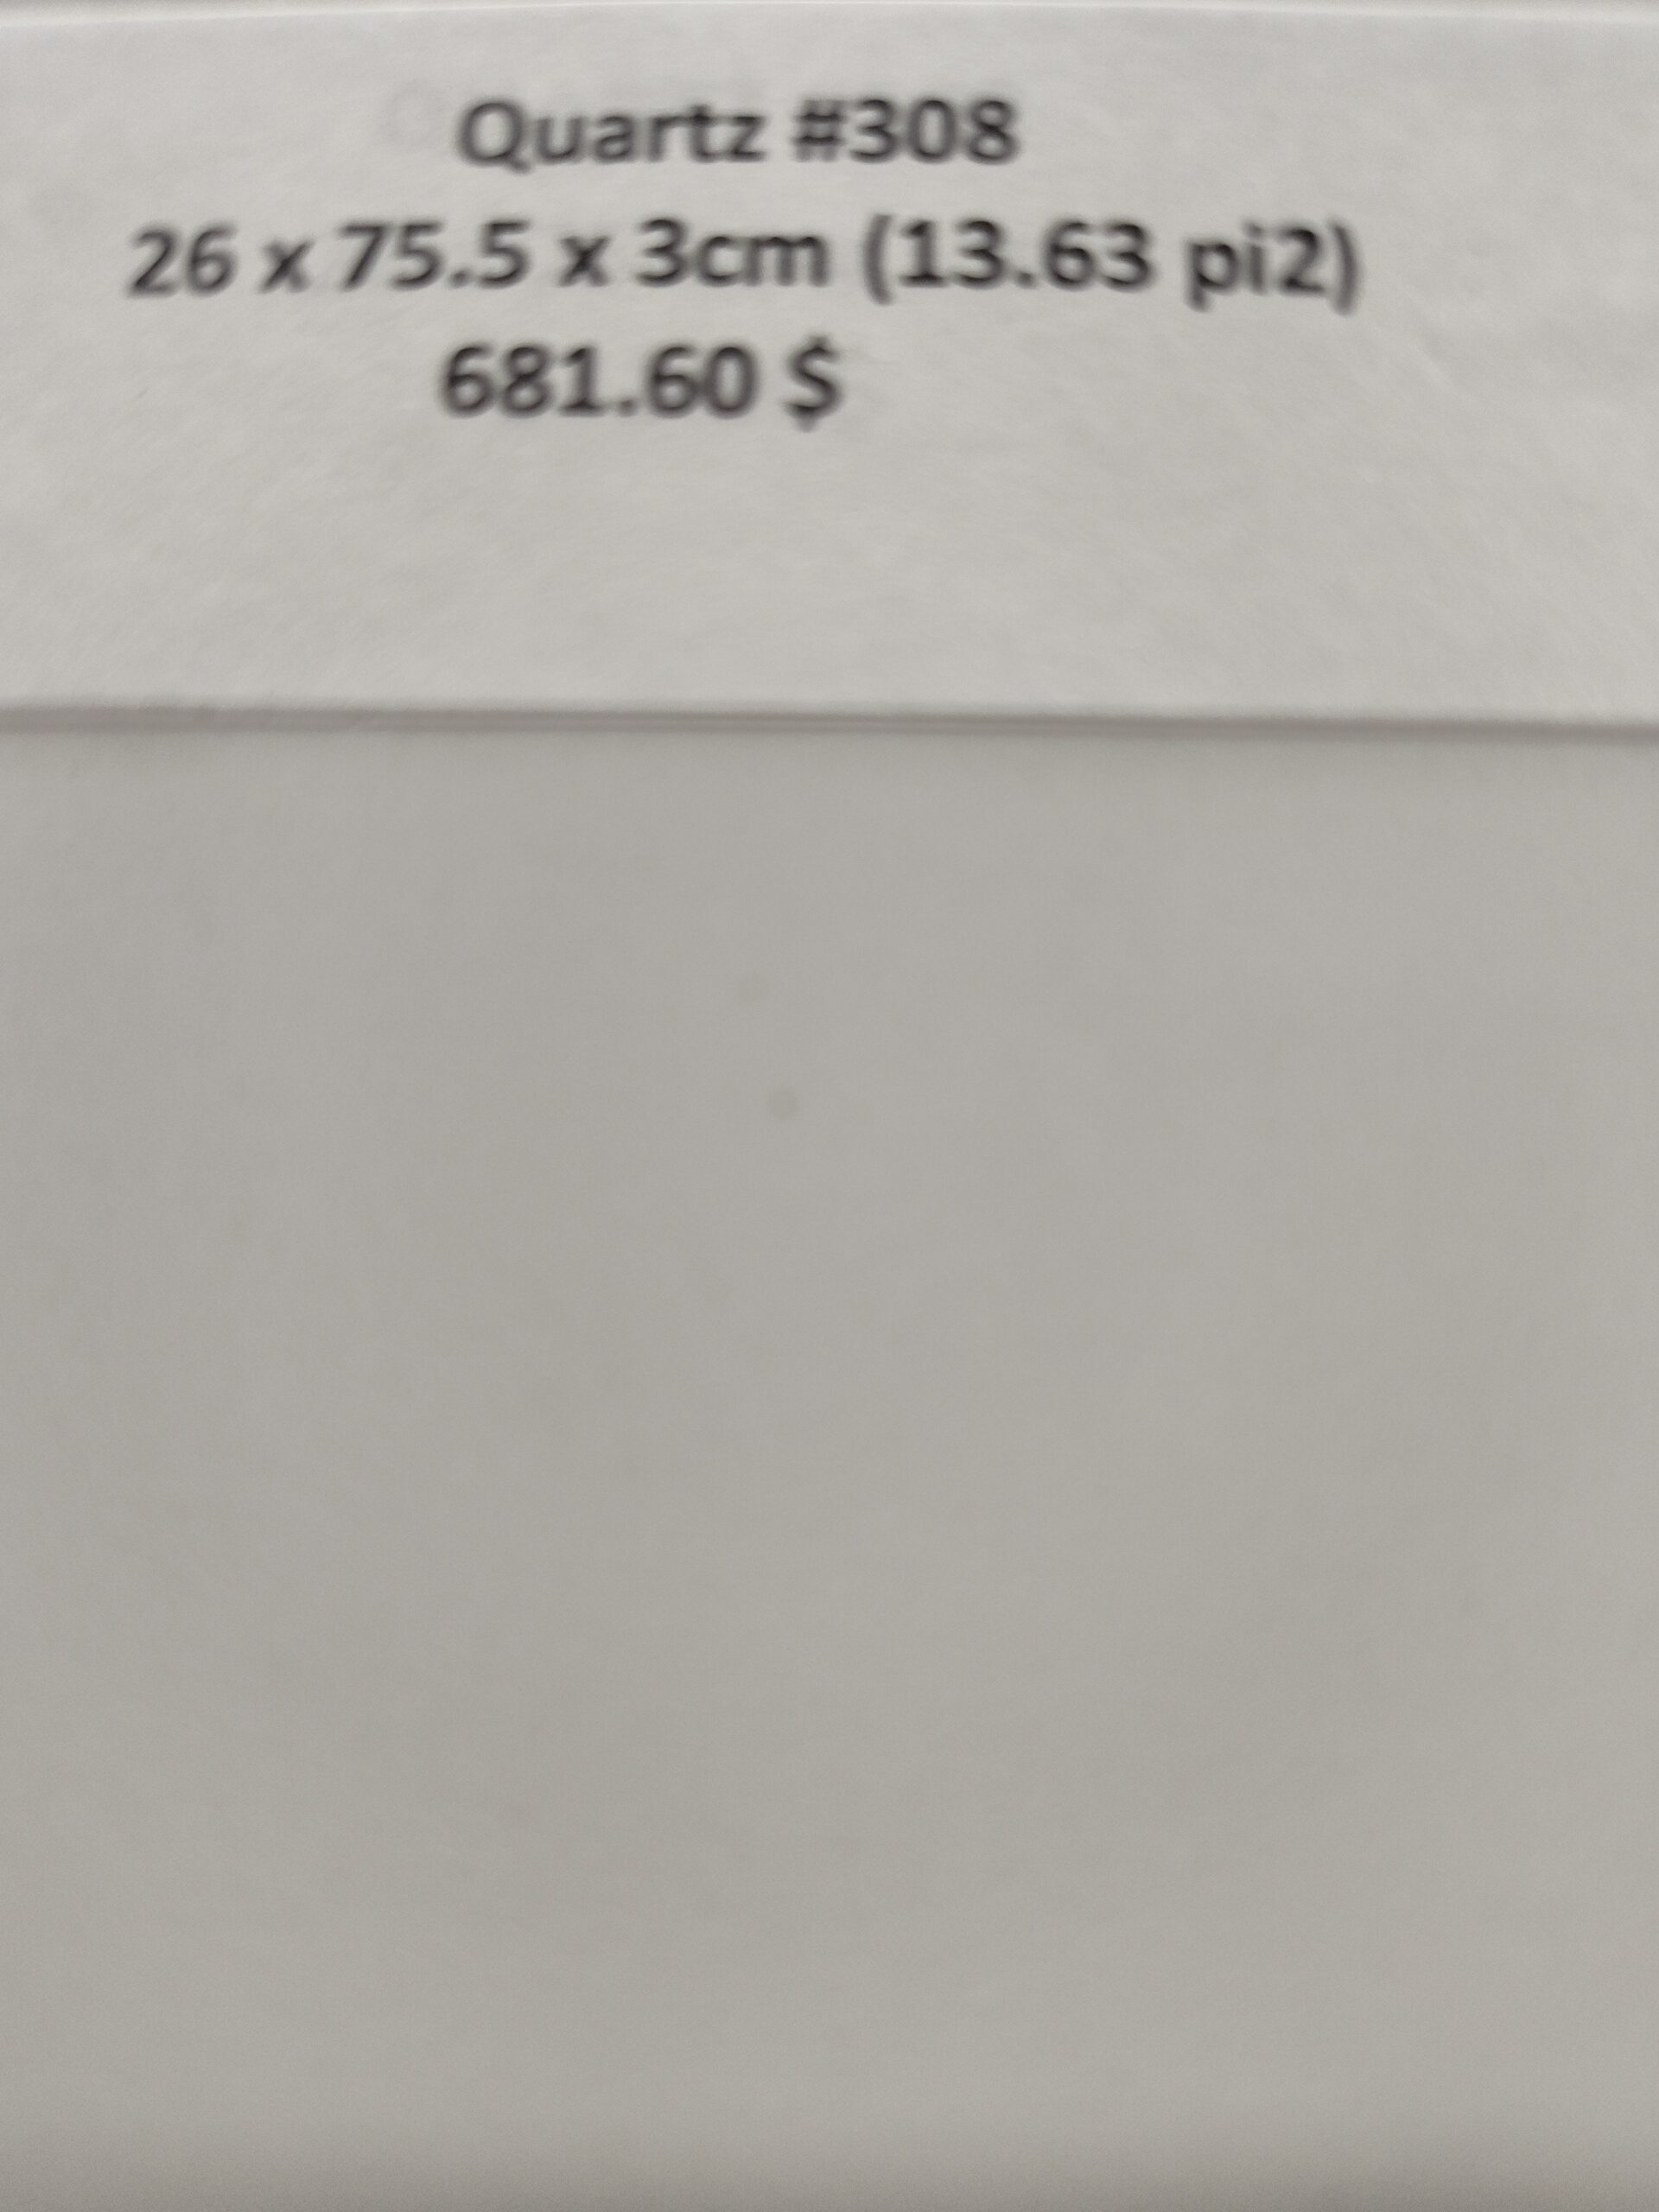 Quartz #308
26 x 75.5 x 3cm (13.63 pi2)
681.60 $